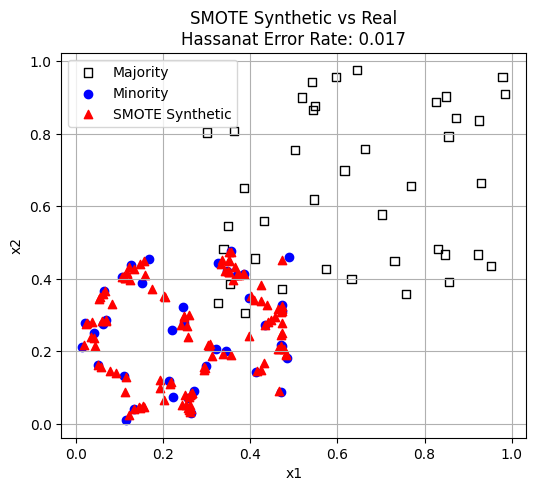 SMOTE Synthetic vs Real
Hassanat Error Rate: 0.017
Majority
Minority
SMOTE Synthetic
1.0
0.8
0.6
0.4
0.2
0.0
x2
0.0 0.2 0.4 0.6 0.8 1.0
x1